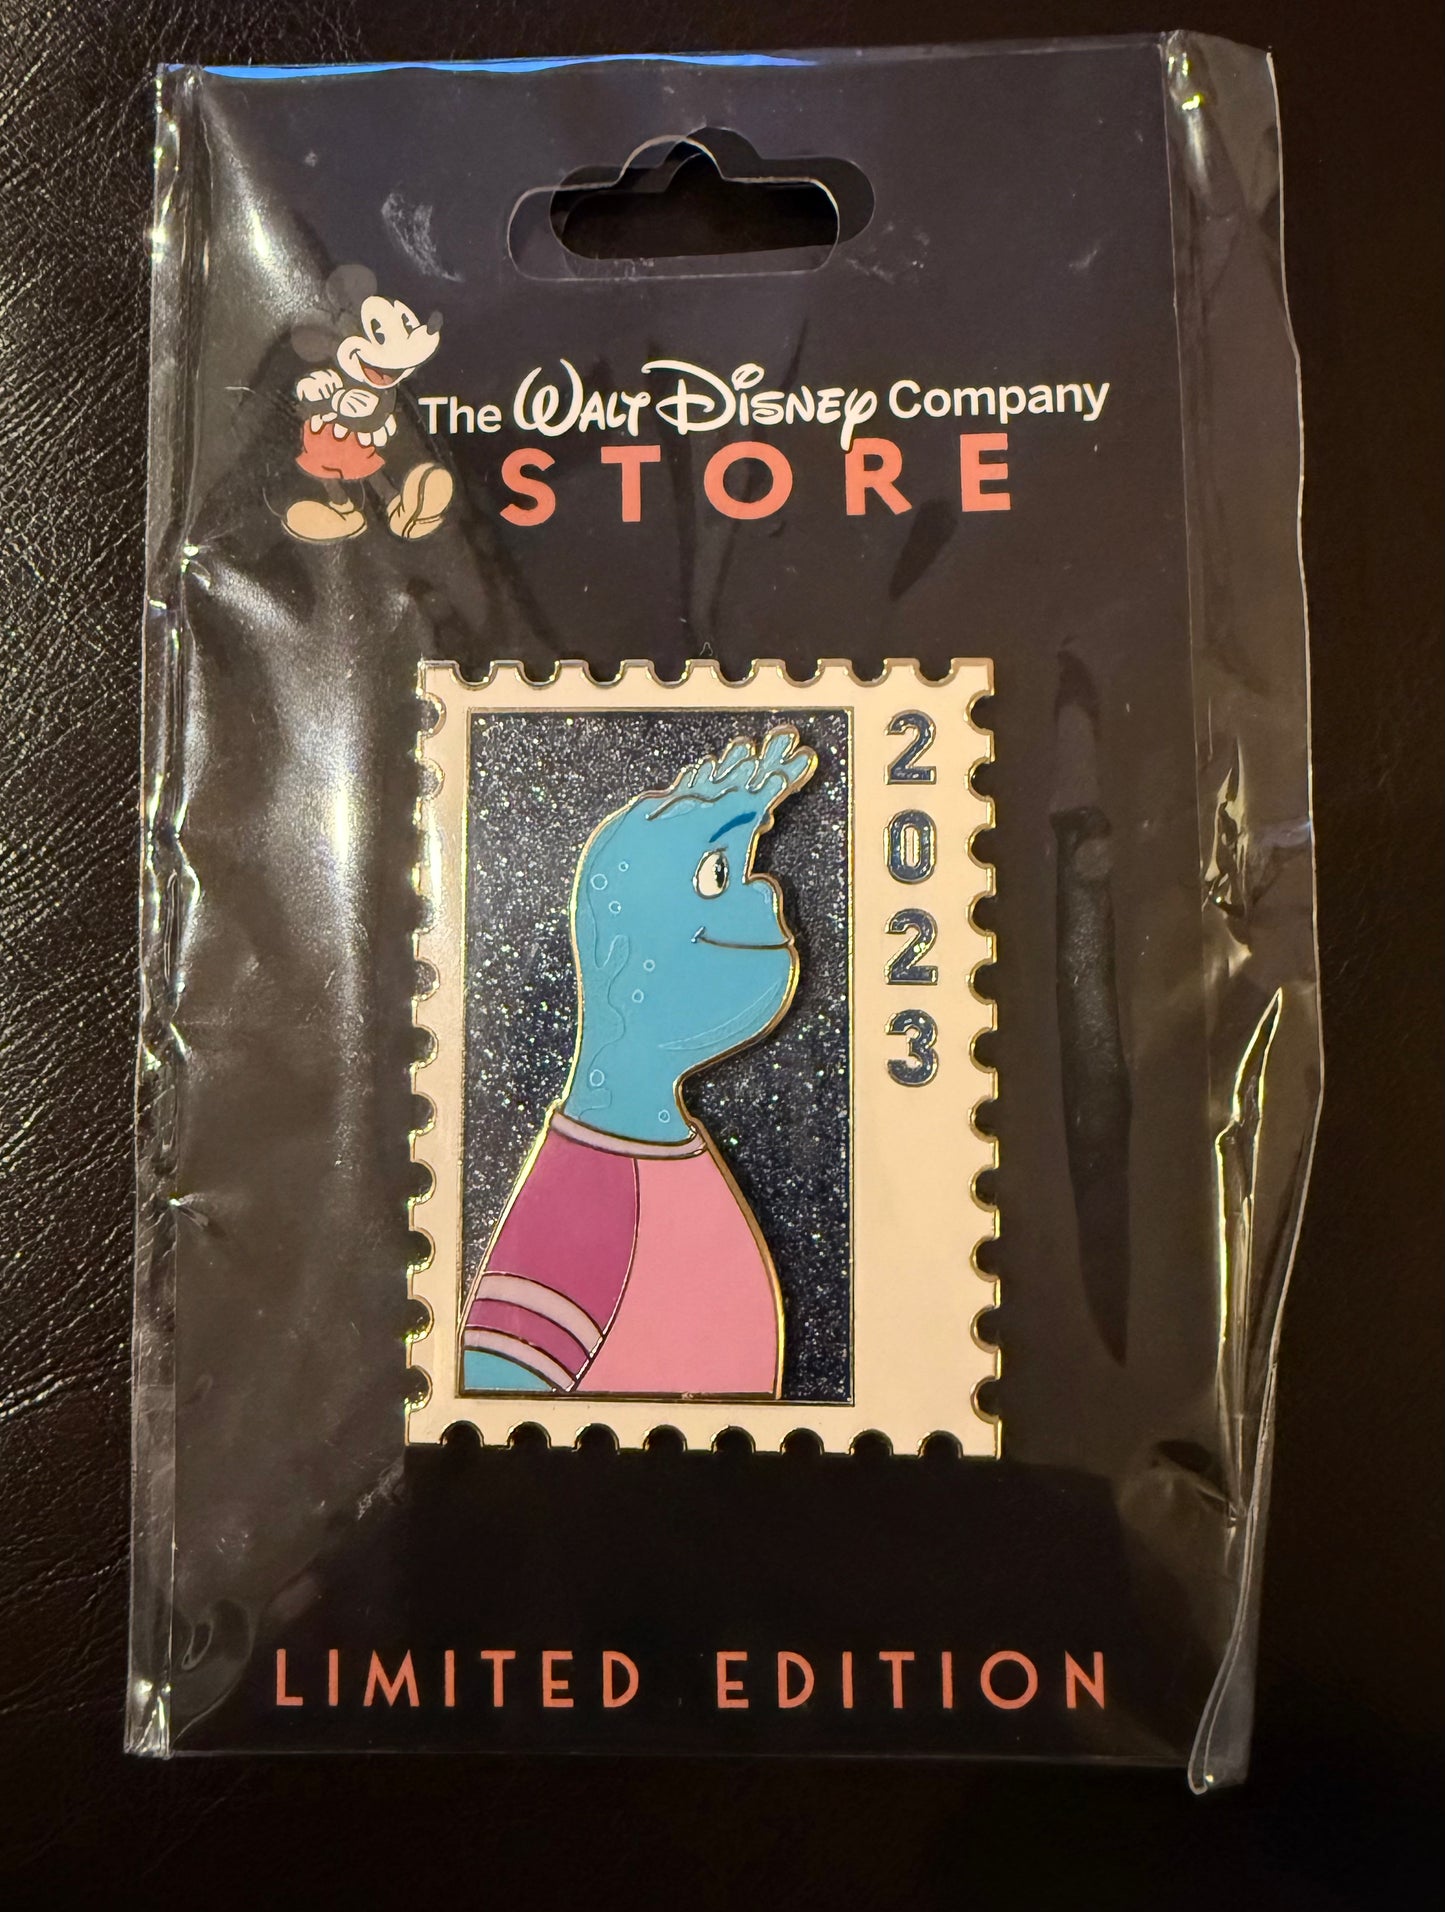 The Walt Disney Company
STORE
2023
LIMITED EDITION